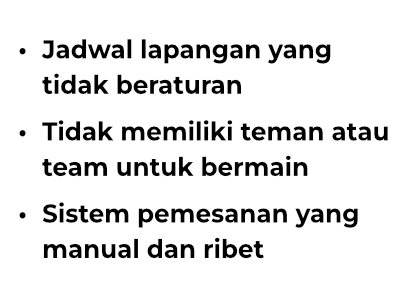 • Jadwal lapangan yang
tidak beraturan
• Tidak memiliki teman atau
team untuk bermain
• Sistem pemesanan yang
manual dan ribet